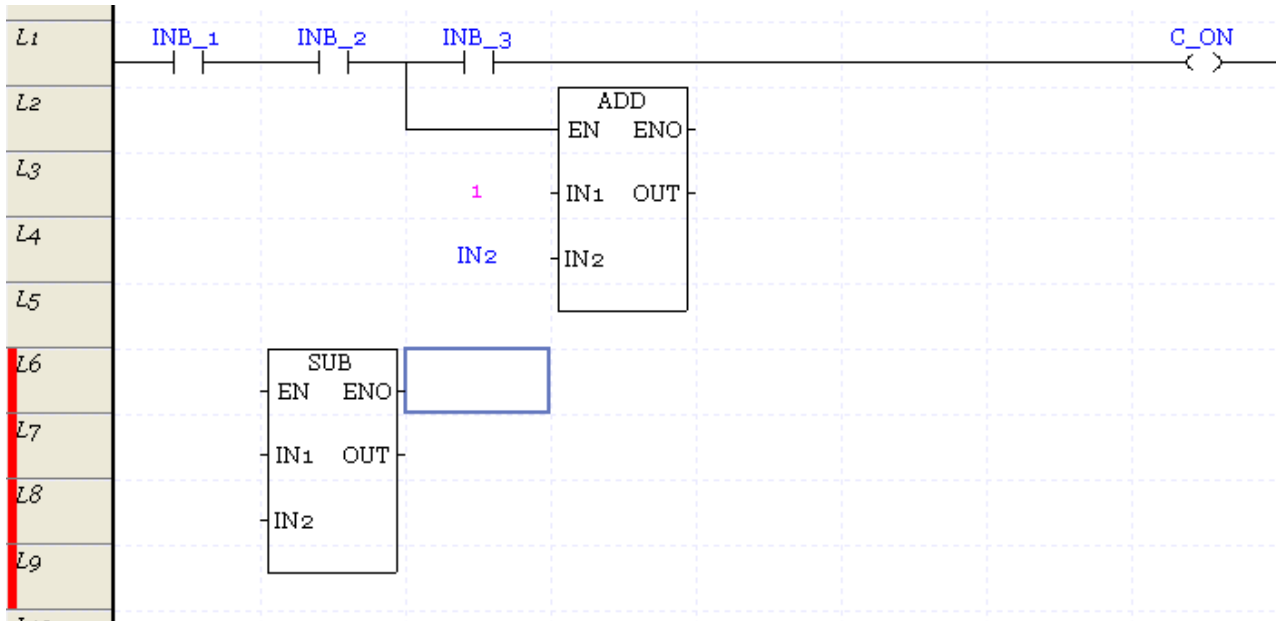 L1 INB_1 INB_2 INB_3 C_ON
L2 ADD
EN ENO
L3 1 IN1 OUT
L4 IN2 IN2
L5
L6 SUB
EN ENO
L7 IN1 OUT
L8 IN2
L9